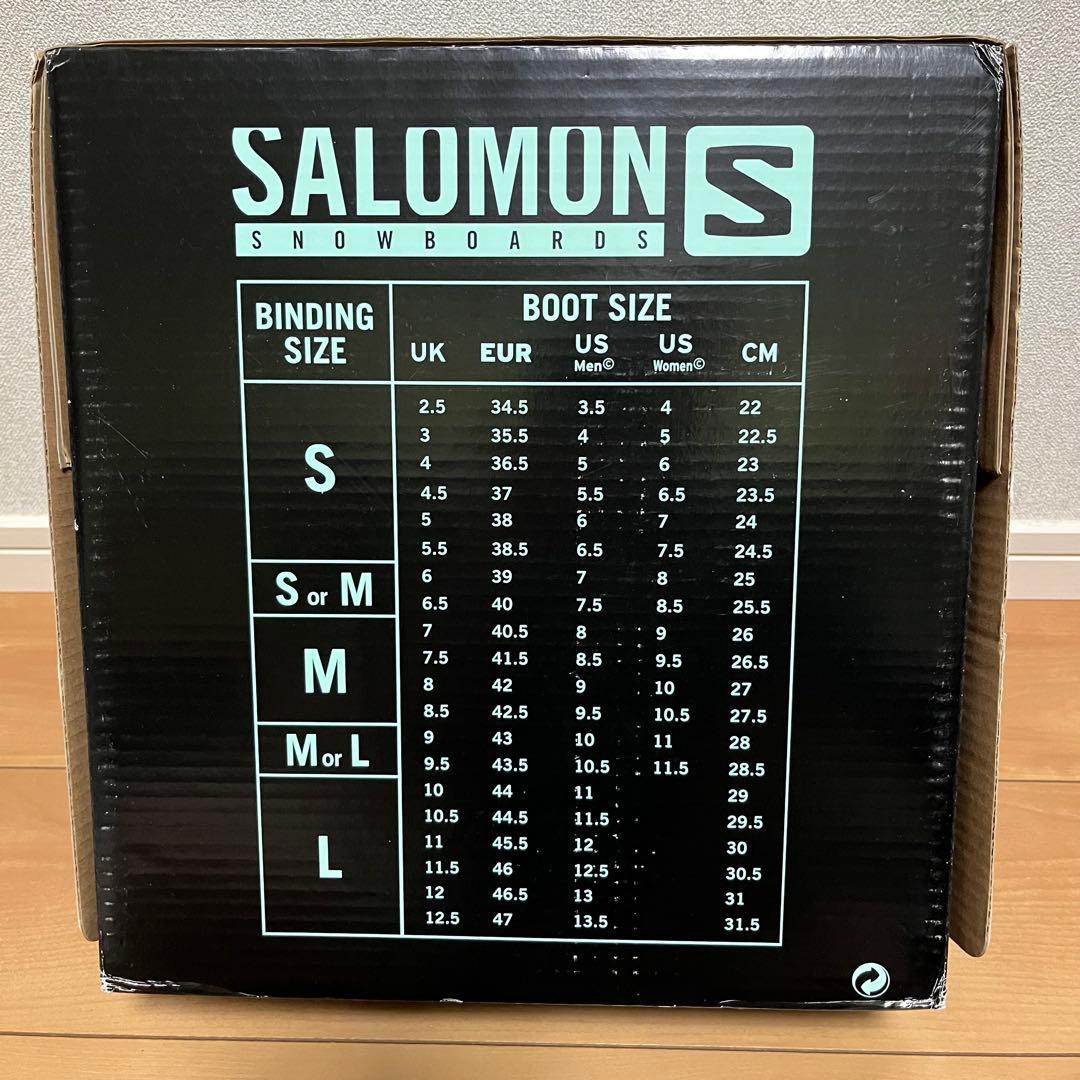 SALOMON S
SNOWBOARDS
BINDING SIZE BOOT SIZE
UK EUR US Men© US Women© CM
S
2.5 34.5 3.5 4 22
3 35.5 4 5 22.5
4 36.5 5 6 23
4.5 37 5.5 6.5 23.5
5 38 6 7 24
5.5 38.5 6.5 7.5 24.5
S or M
6 39 7 8 25
6.5 40 7.5 8.5 25.5
M
7 40.5 8 9 26
7.5 41.5 8.5 9.5 26.5
8 42 9 10 27
8.5 42.5 9.5 10.5 27.5
M or L
9 43 10 11 28
9.5 43.5 10.5 11.5 28.5
L
10 44 11 29
10.5 44.5 11.5 29.5
11 45.5 12 30
11.5 46 12.5 30.5
12 46.5 13 31
12.5 47 13.5 31.5